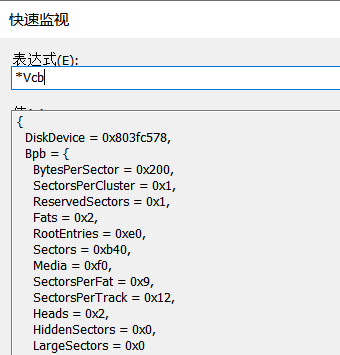 快速监视
表达式(E):
*Vcb
{
DiskDevice = 0x803fc578,
Bpb = {
BytesPerSector = 0x200,
SectorsPerCluster = 0x1,
ReservedSectors = 0x1,
Fats = 0x2,
RootEntries = 0xe0,
Sectors = 0xb40,
Media = 0xf0,
SectorsPerFat = 0x9,
SectorsPerTrack = 0x12,
Heads = 0x2,
HiddenSectors = 0x0,
LargeSectors = 0x0